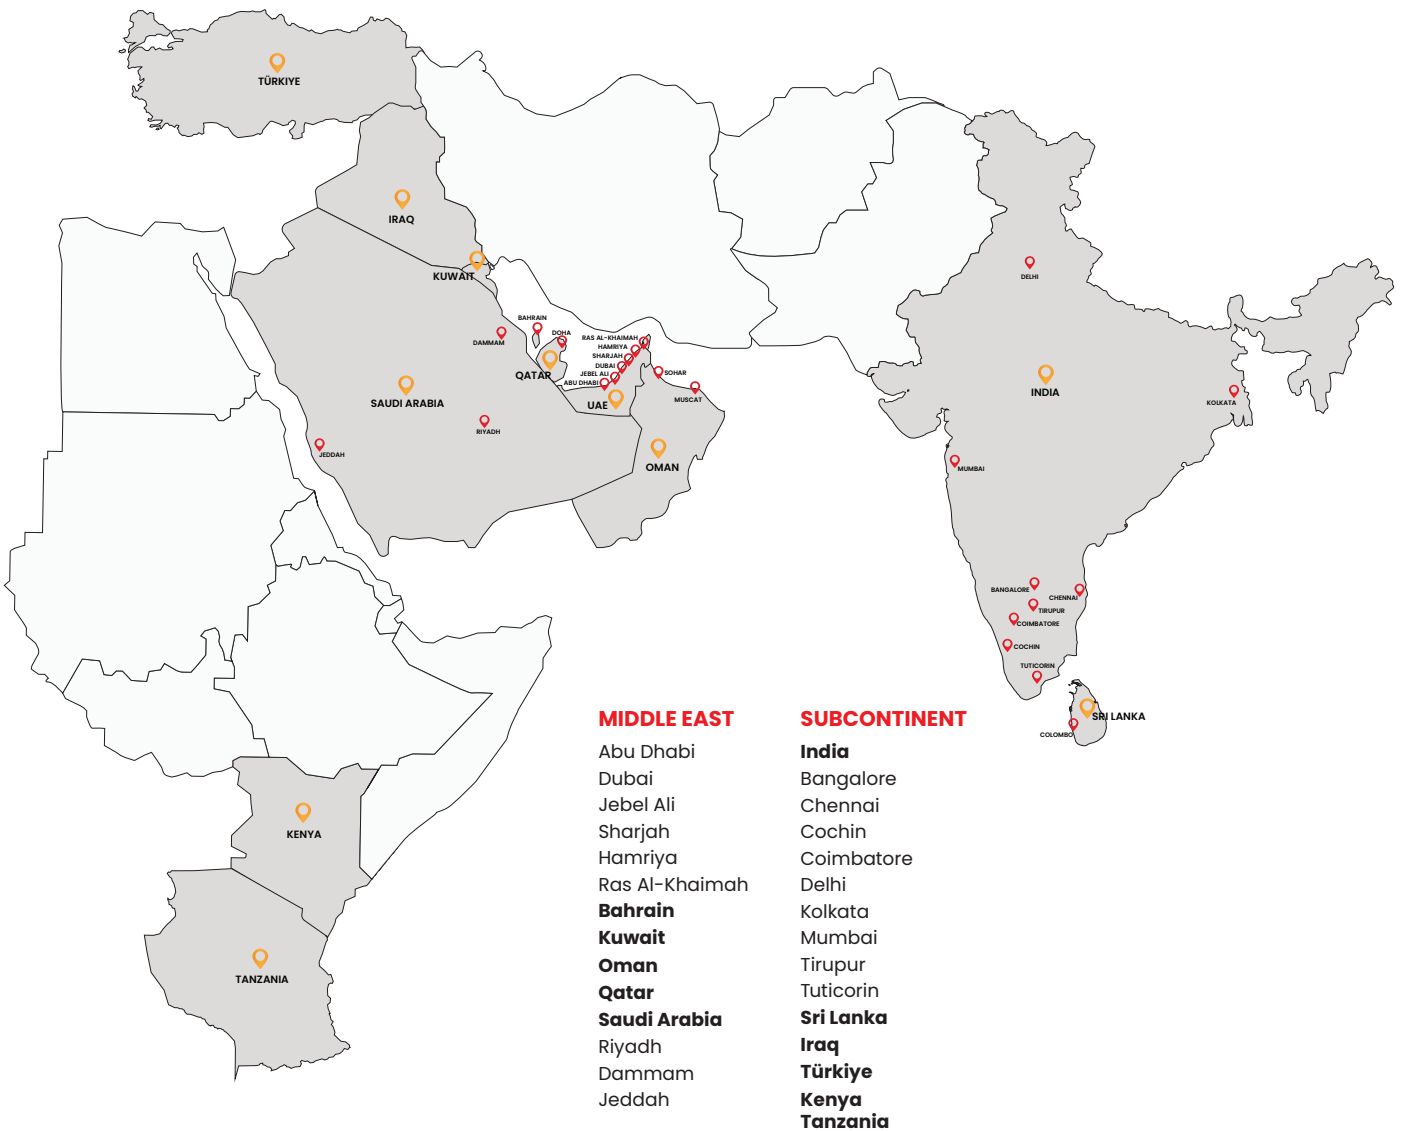 TÜRKIYE
IRAQ
KUWAIT
BAHRAIN
DOHA
DAMMAM
QATAR
RAS AL-KHAIMAH
HAMRIYA
SHARJAH
DUBAI
JEBEL ALI
ABU DHABI
UAE
SOHAR
MUSCAT
SAUDI ARABIA
RIYADH
JEDDAH
OMAN
DELHI
INDIA
KOLKATA
MUMBAI
BANGALORE
CHENNAI
TIRUPUR
COIMBATORE
COCHIN
TUTICORIN
SRI LANKA
COLOMBO
KENYA
TANZANIA
MIDDLE EAST
Abu Dhabi
Dubai
Jebel Ali
Sharjah
Hamriya
Ras Al-Khaimah
Bahrain
Kuwait
Oman
Qatar
Saudi Arabia
Riyadh
Dammam
Jeddah
SUBCONTINENT
India
Bangalore
Chennai
Cochin
Coimbatore
Delhi
Kolkata
Mumbai
Tirupur
Tuticorin
Sri Lanka
Iraq
Türkiye
Kenya
Tanzania